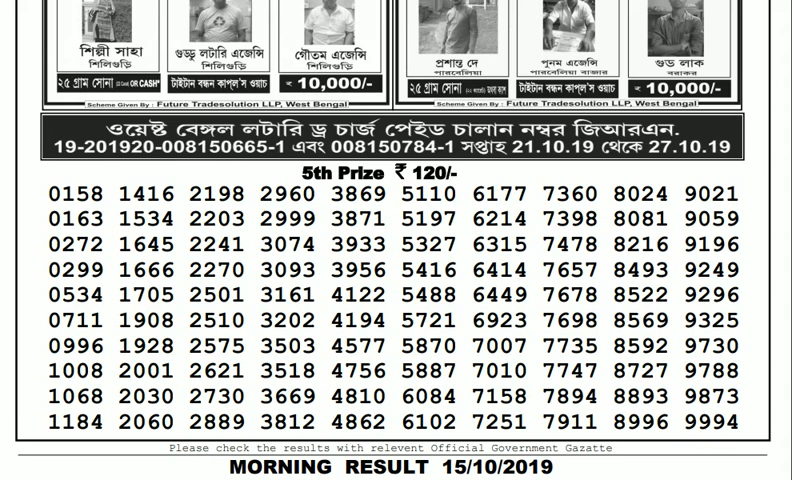 শিল্পী সাহা
শিলিগুড়ি
গুড্ডু লটারি এজেন্সি
শিলিগুড়ি
গৌতম এজেন্সি
শিলিগুড়ি
প্রশান্ত দে
পারবেলিয়া
পুনম এজেন্সী
পারবেলিয়া বাজার
গুড লাক
বরাকর
২৫ গ্রাম সোনা OR CASH*
টাইটান বন্ধন কাপ্‌ল'স ওয়াচ
₹ 10,000/-
২৫ গ্রাম সোনা
টাইটান বন্ধন কাপ্‌ল'স ওয়াচ
₹ 10,000/-
Scheme Given By : Future Tradesolution LLP, West Bengal
Scheme Given By : Future Tradesolution LLP, West Bengal
ওয়েষ্ট বেঙ্গল লটারি ড্র চার্জ পেইড চালান নম্বর জিআরএন.
19-201920-008150665-1 এবং 008150784-1 সপ্তাহ 21.10.19 থেকে 27.10.19
5th Prize ₹ 120/-
0158 1416 2198 2960 3869 5110 6177 7360 8024 9021
0163 1534 2203 2999 3871 5197 6214 7398 8081 9059
0272 1645 2241 3074 3933 5327 6315 7478 8216 9196
0299 1666 2270 3093 3956 5416 6414 7657 8493 9249
0534 1705 2501 3161 4122 5488 6449 7678 8522 9296
0711 1908 2510 3202 4194 5721 6923 7698 8569 9325
0996 1928 2575 3503 4577 5870 7007 7735 8592 9730
1008 2001 2621 3518 4756 5887 7010 7747 8727 9788
1068 2030 2730 3669 4810 6084 7158 7894 8893 9873
1184 2060 2889 3812 4862 6102 7251 7911 8996 9994
Please check the results with relevent Official Government Gazatte
MORNING RESULT 15/10/2019